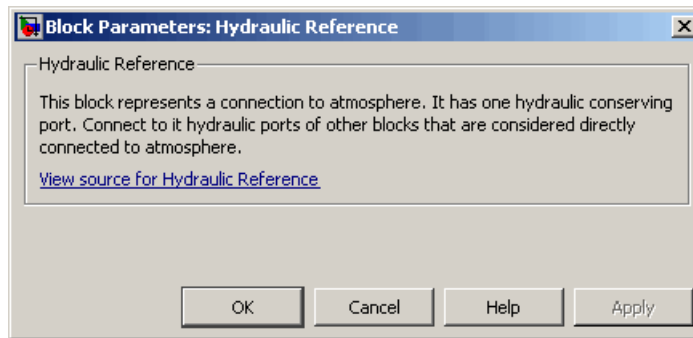 Block Parameters: Hydraulic Reference
Hydraulic Reference
This block represents a connection to atmosphere. It has one hydraulic conserving
port. Connect to it hydraulic ports of other blocks that are considered directly
connected to atmosphere.
View source for Hydraulic Reference
OK Cancel Help Apply